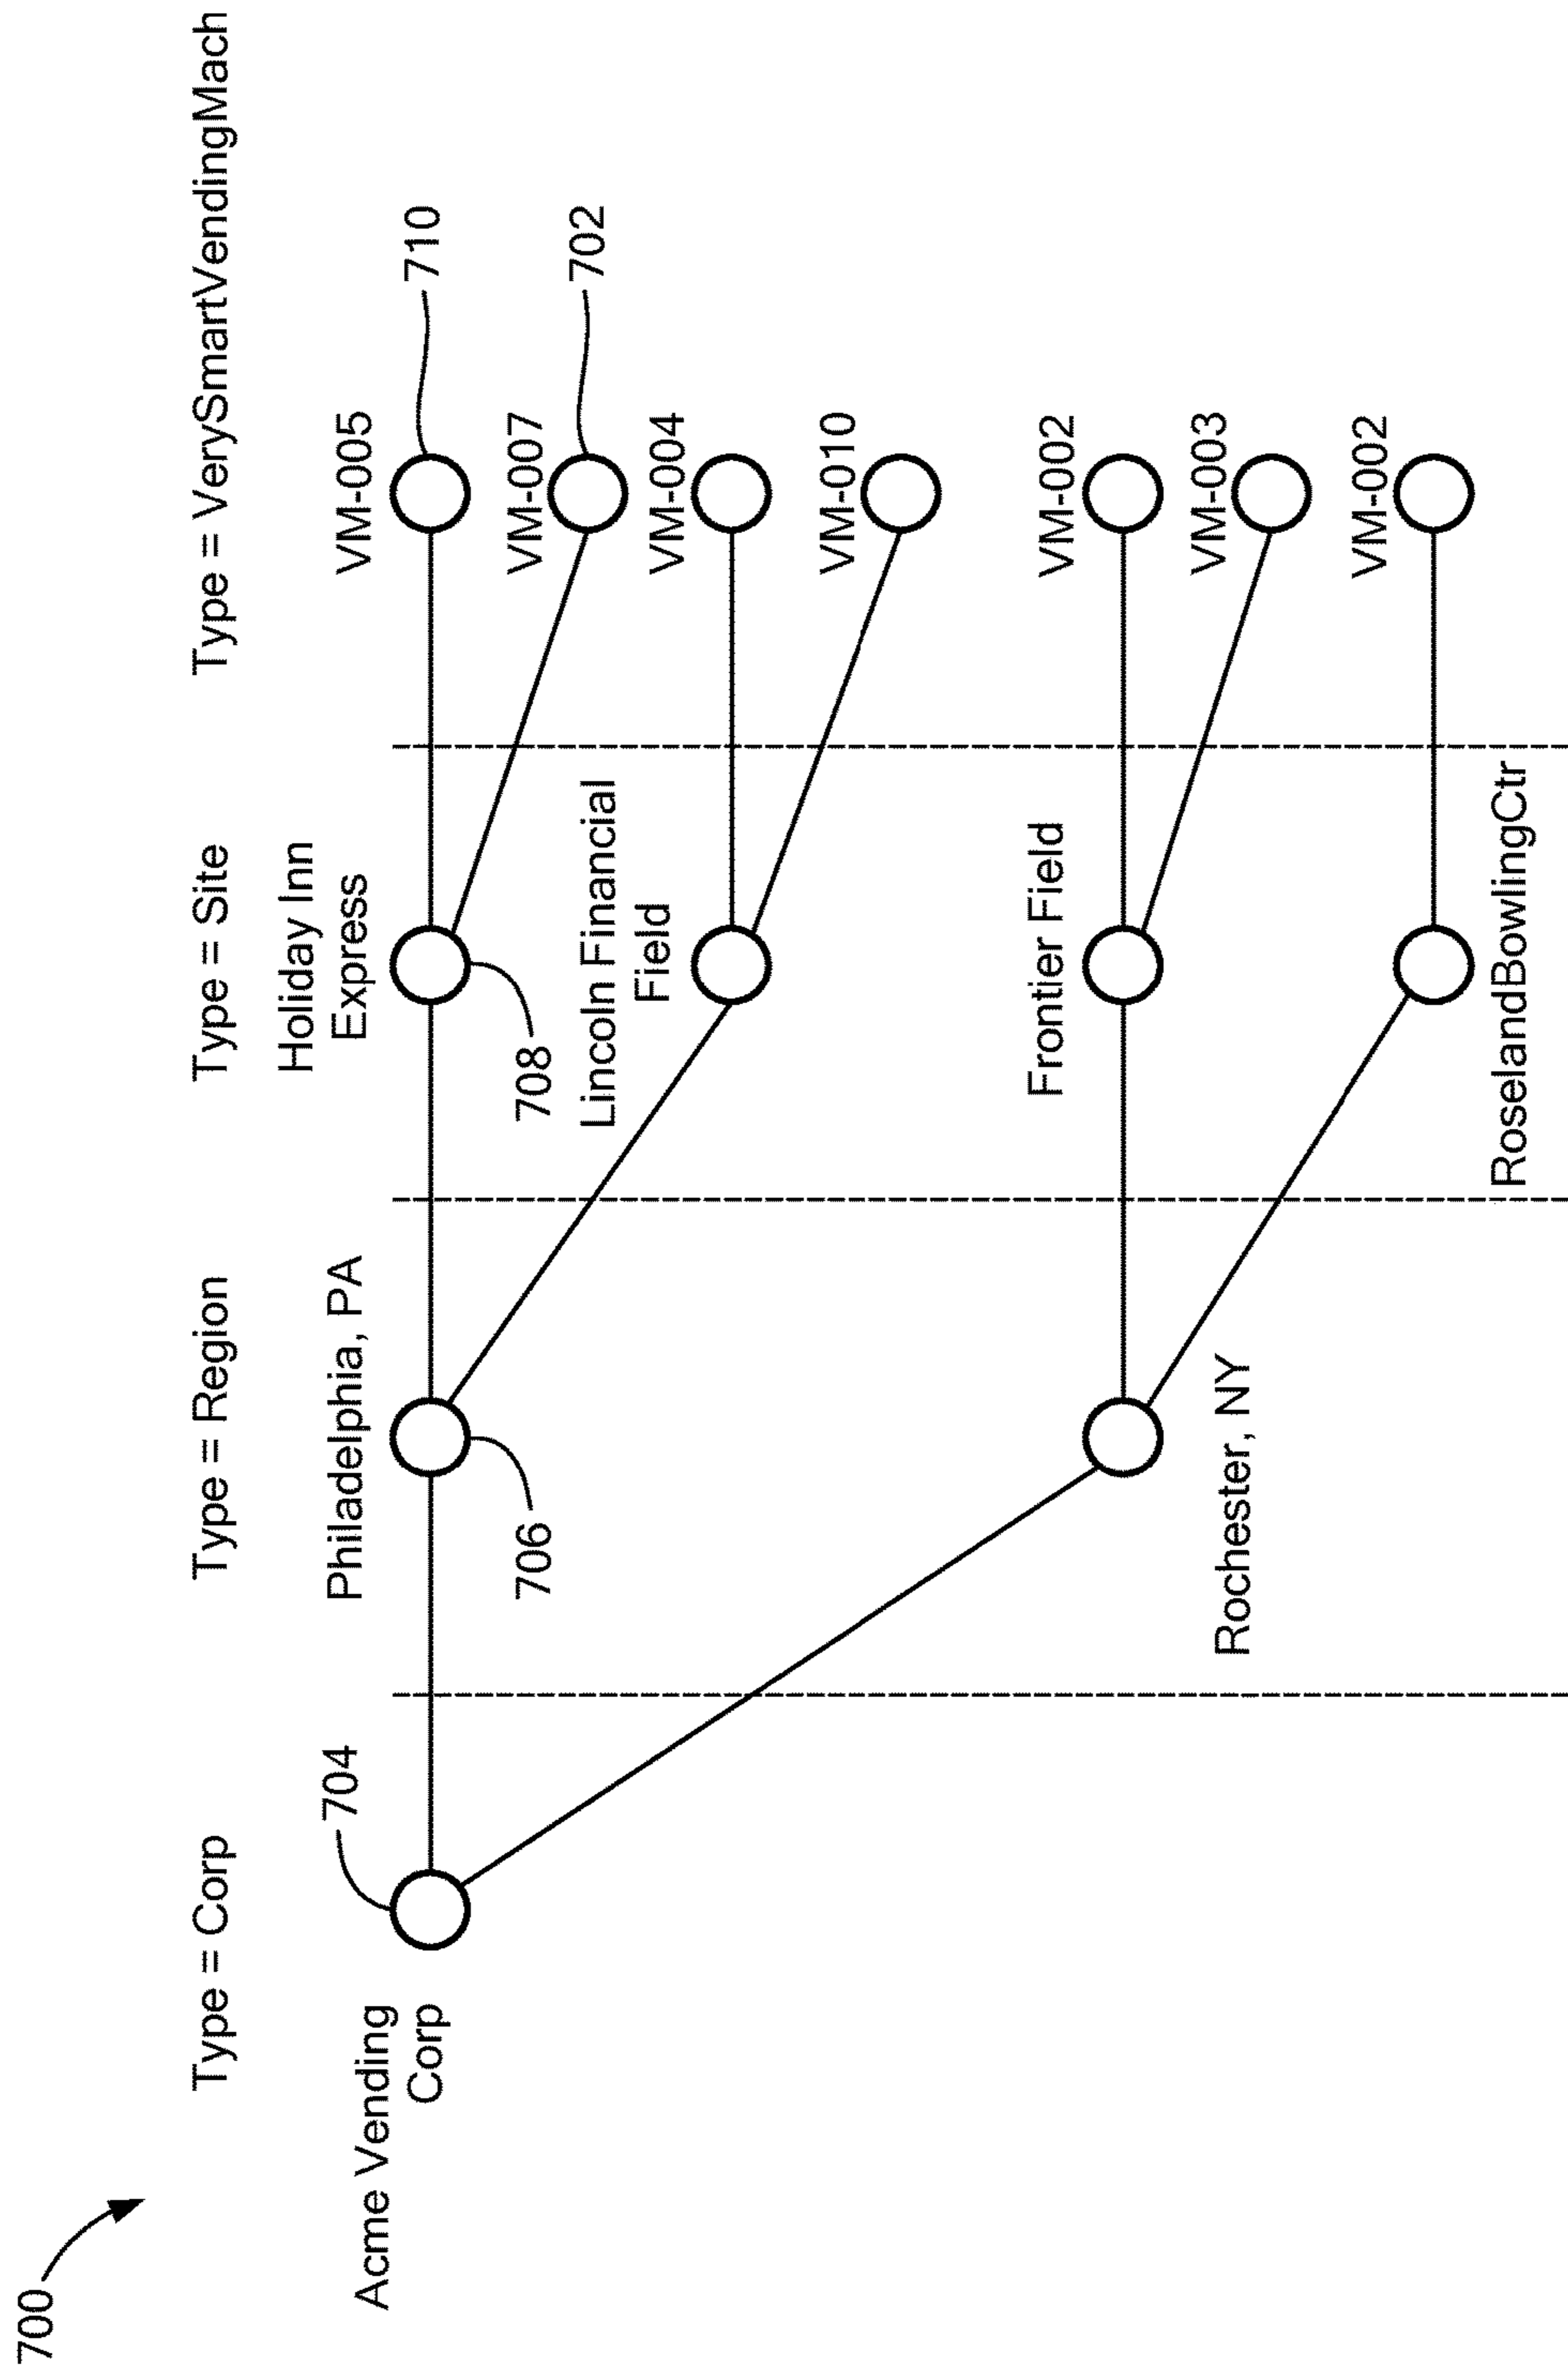 700
Type = Corp
Type = Region
Type = Site
Type = VerySmartVendingMach
Acme Vending
Corp
704
Philadelphia, PA
706
Holiday Inn
Express
708
VM-005
710
VM-007
702
Lincoln Financial
Field
VM-004
VM-010
Rochester, NY
Frontier Field
VM-002
VM-003
RoselandBowlingCtr
VM-002